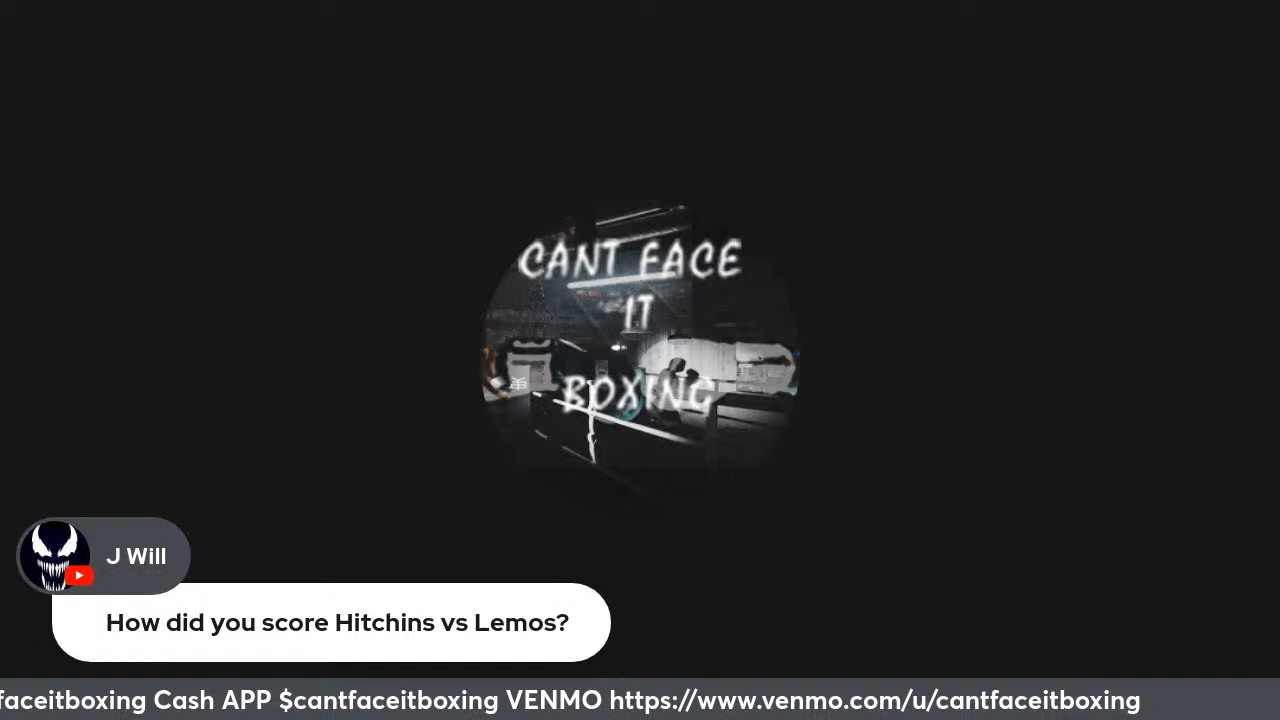 CANT FACE
IT
BOXING
J Will
How did you score Hitchins vs Lemos?
faceitboxing Cash APP $cantfaceitboxing VENMO https://www.venmo.com/u/cantfaceitboxing